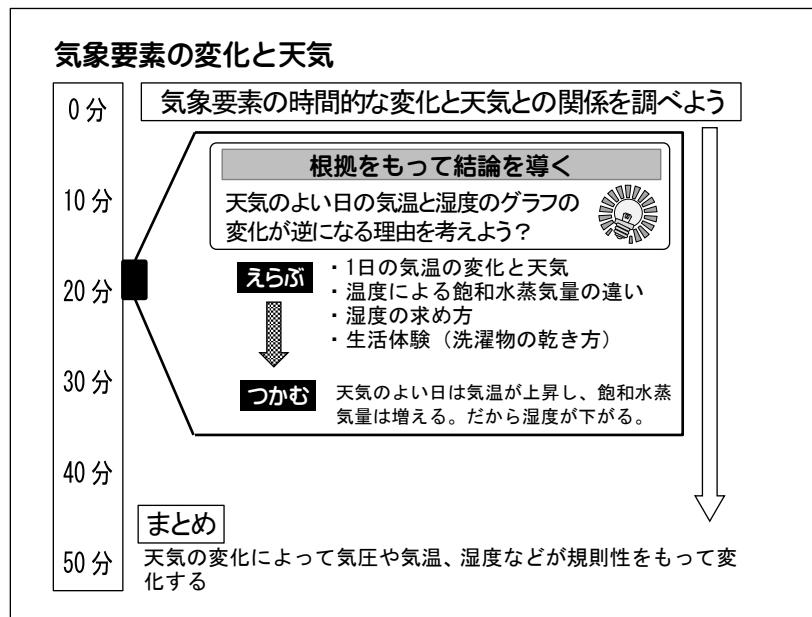 気象要素の変化と天気
0分
気象要素の時間的な変化と天気との関係を調べよう
根拠をもって結論を導く
10分
天気のよい日の気温と湿度のグラフの
変化が逆になる理由を考えよう?
20分
えらぶ
・1日の気温の変化と天気
・温度による飽和水蒸気量の違い
・湿度の求め方
・生活体験(洗濯物の乾き方)
30分
つかむ
天気のよい日は気温が上昇し、飽和水蒸
気量は増える。だから湿度が下がる。
40分
まとめ
50分
天気の変化によって気圧や気温、湿度などが規則性をもって変
化する